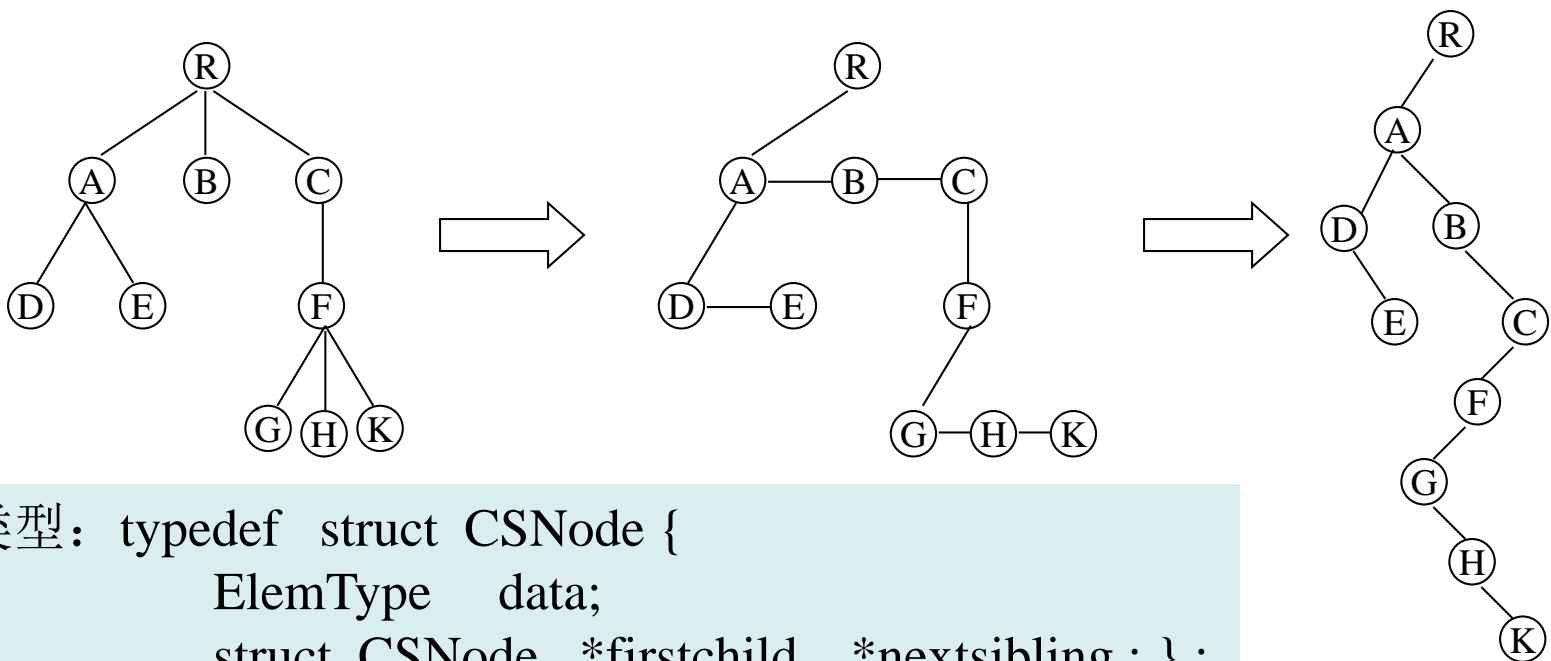 R R R
A B C A B C A
D E F D E F D B
E C
G H K G H K F
G
H
K
类型：typedef struct CSNode {
ElemType data;
struct CSNode *firstchild *nextsibling ; } ;